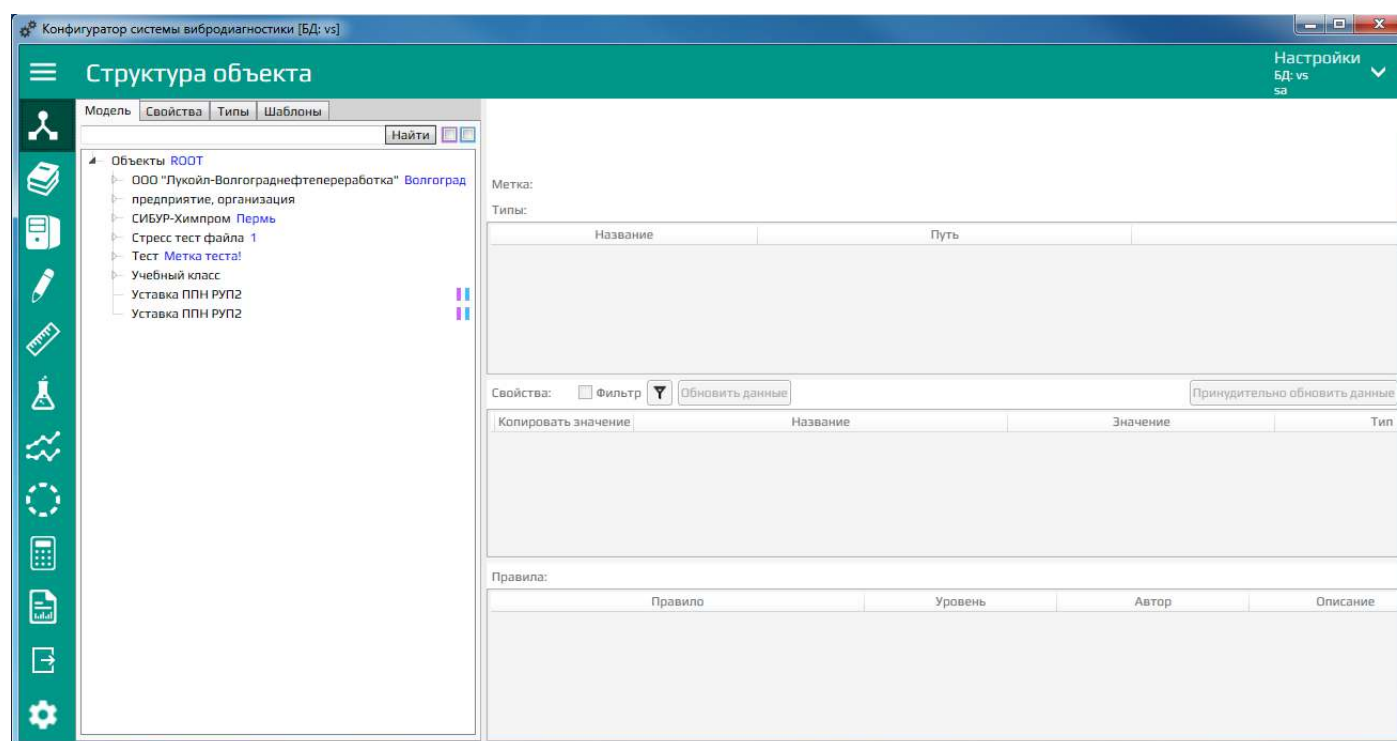 Конфигуратор системы вибродиагностики [БД: vs]
Структура объекта
Настройки
БД: vs
sa
Модель Свойства Типы Шаблоны
Найти
Объекты ROOT
ООО "Лукойл-Волгограднефтепереработка" Волгоград
предприятие, организация
СИБУР-Химпром Пермь
Стресс тест файла 1
Тест Метка теста!
Учебный класс
Уставка ППН РУП2
Уставка ППН РУП2
Метка:
Типы:
Название Путь
Свойства: Фильтр Обновить данные Принудительно обновить данные
Копировать значение Название Значение Тип
Правила:
Правило Уровень Автор Описание